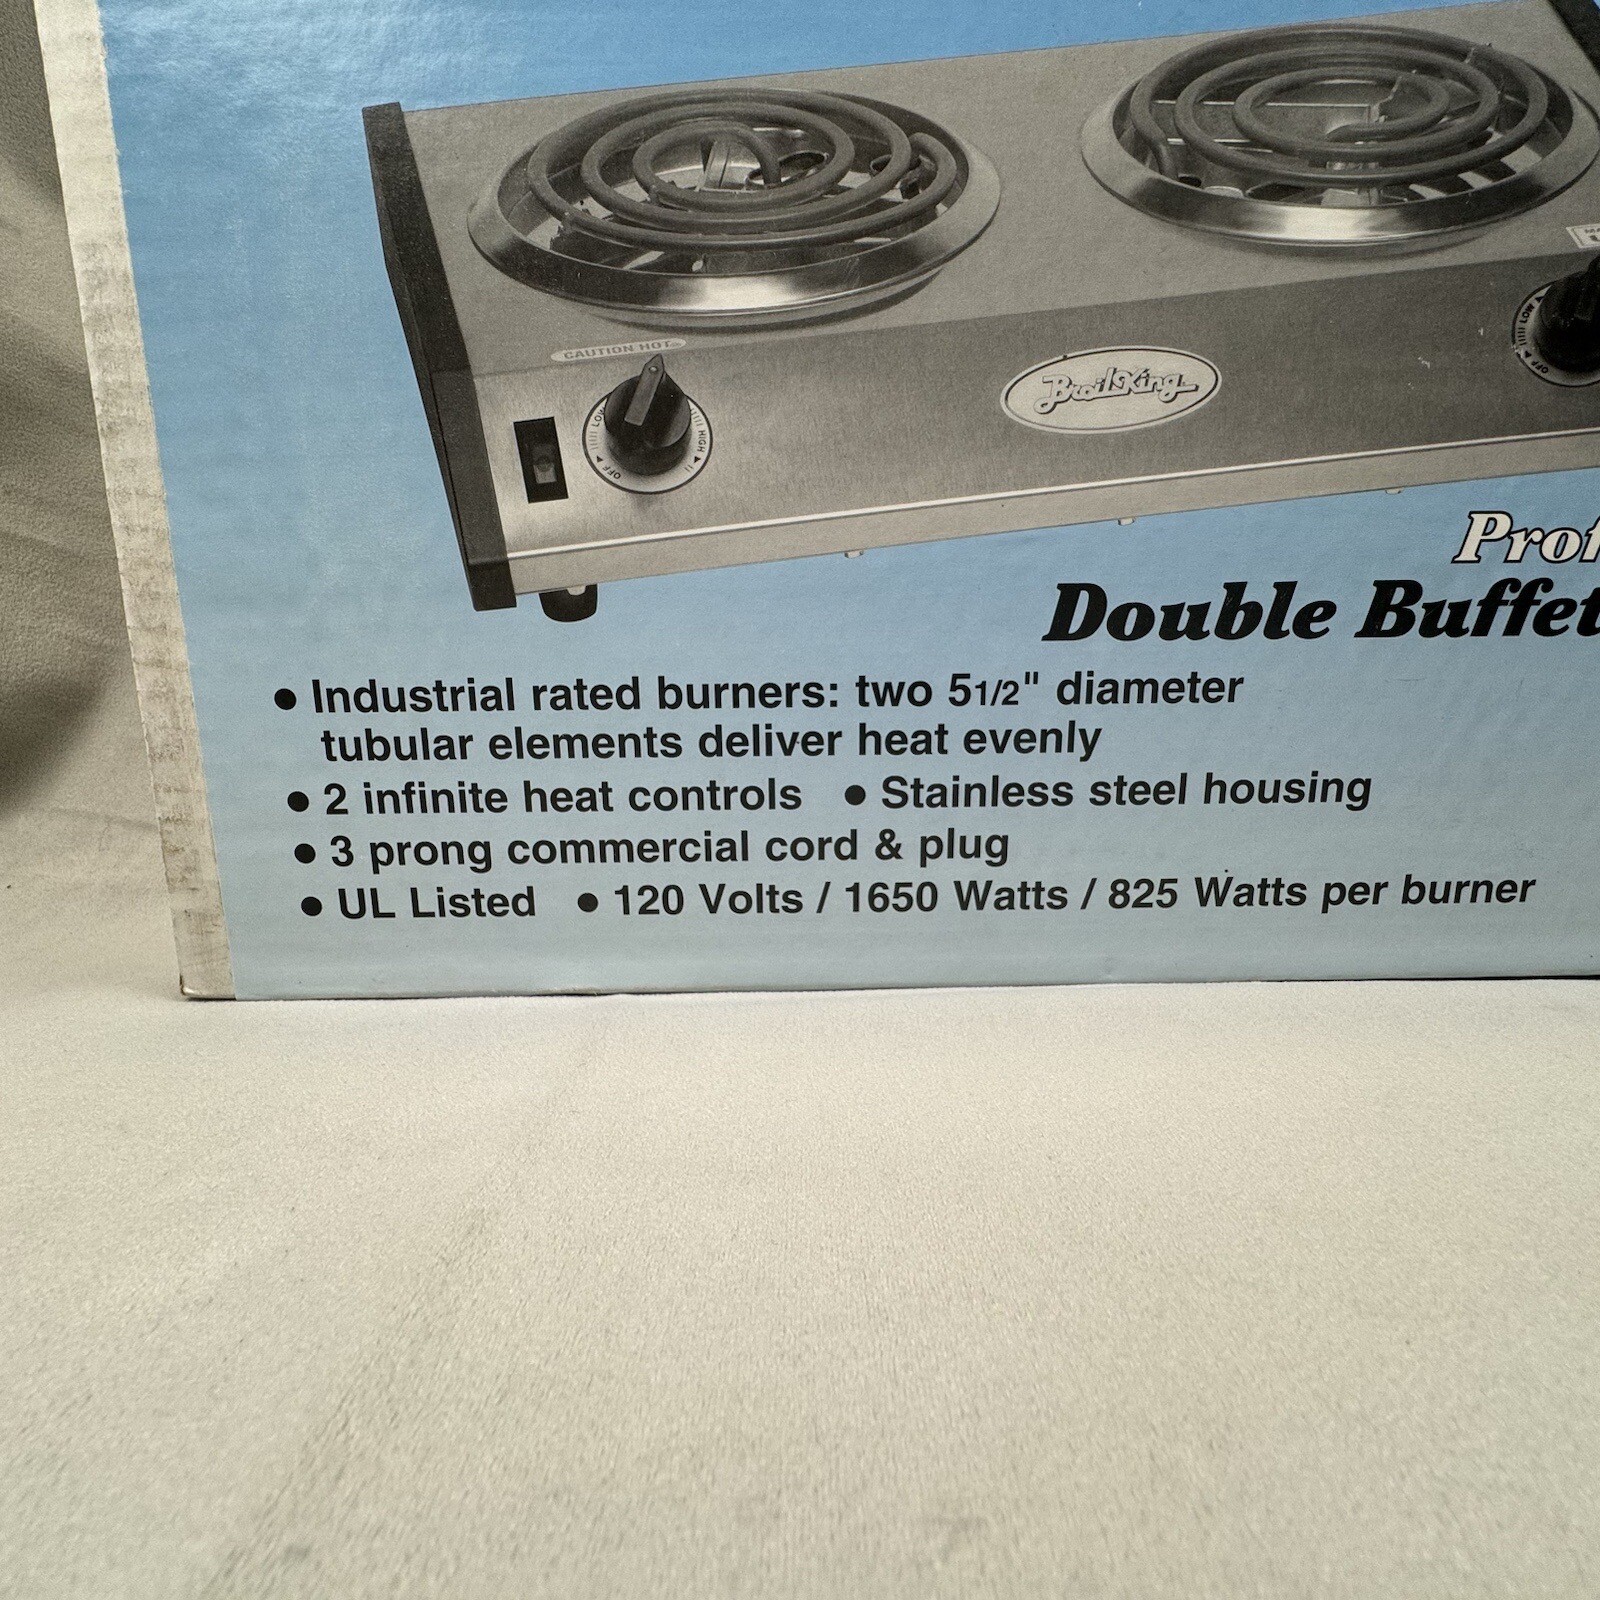 CAUTION HOT
BroilKing
LOW
HIGH
OFF
LOW
OFF
Double Buffet
• Industrial rated burners: two 5 1/2" diameter
tubular elements deliver heat evenly
• 2 infinite heat controls • Stainless steel housing
• 3 prong commercial cord & plug
• UL Listed • 120 Volts / 1650 Watts / 825 Watts per burner